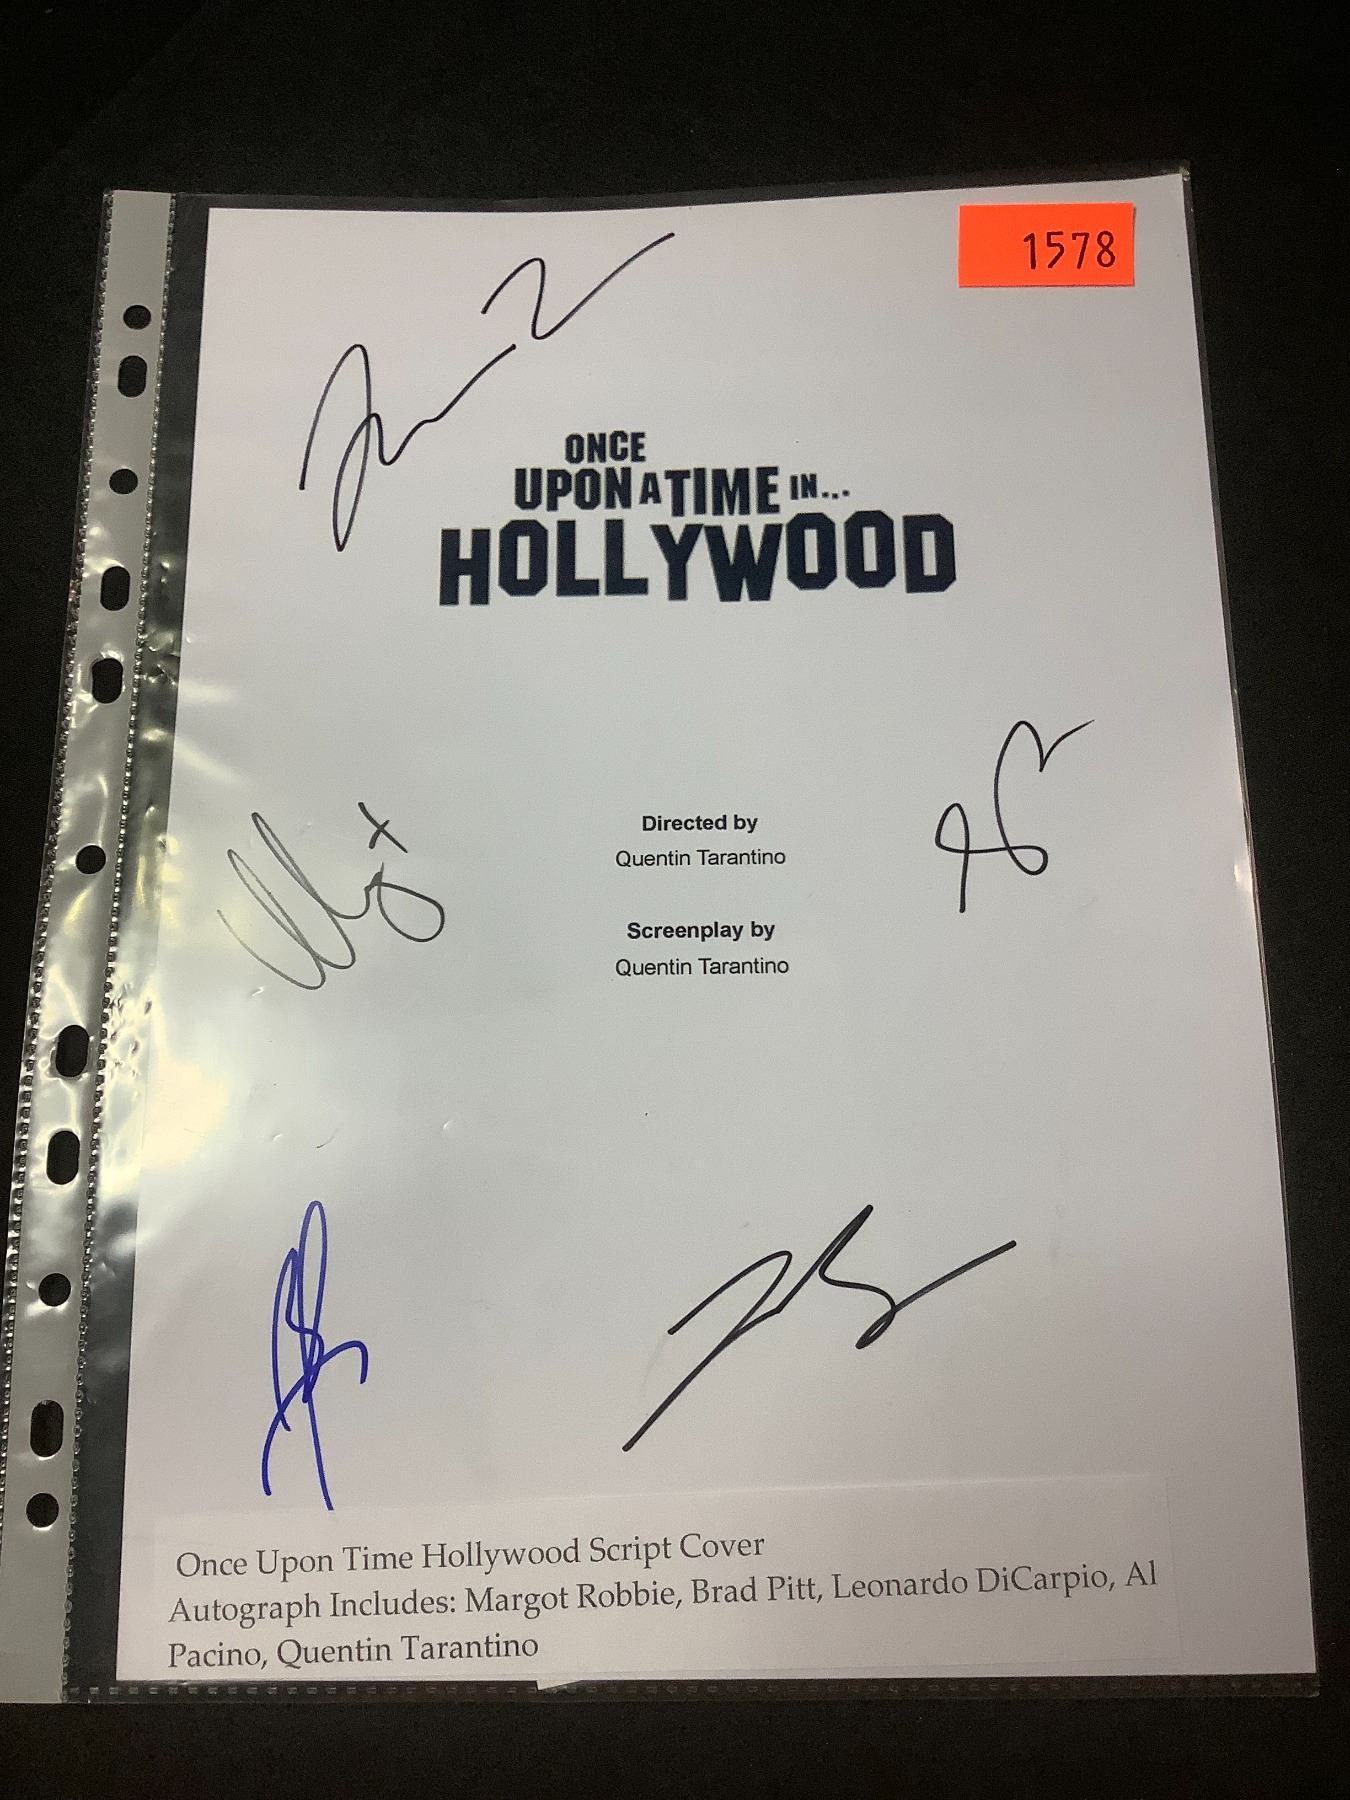 1578
ONCE
UPON A TIME IN...
HOLLYWOOD
Directed by
Quentin Tarantino
Screenplay by
Quentin Tarantino
Once Upon Time Hollywood Script Cover
Autograph Includes: Margot Robbie, Brad Pitt, Leonardo DiCarpio, Al
Pacino, Quentin Tarantino